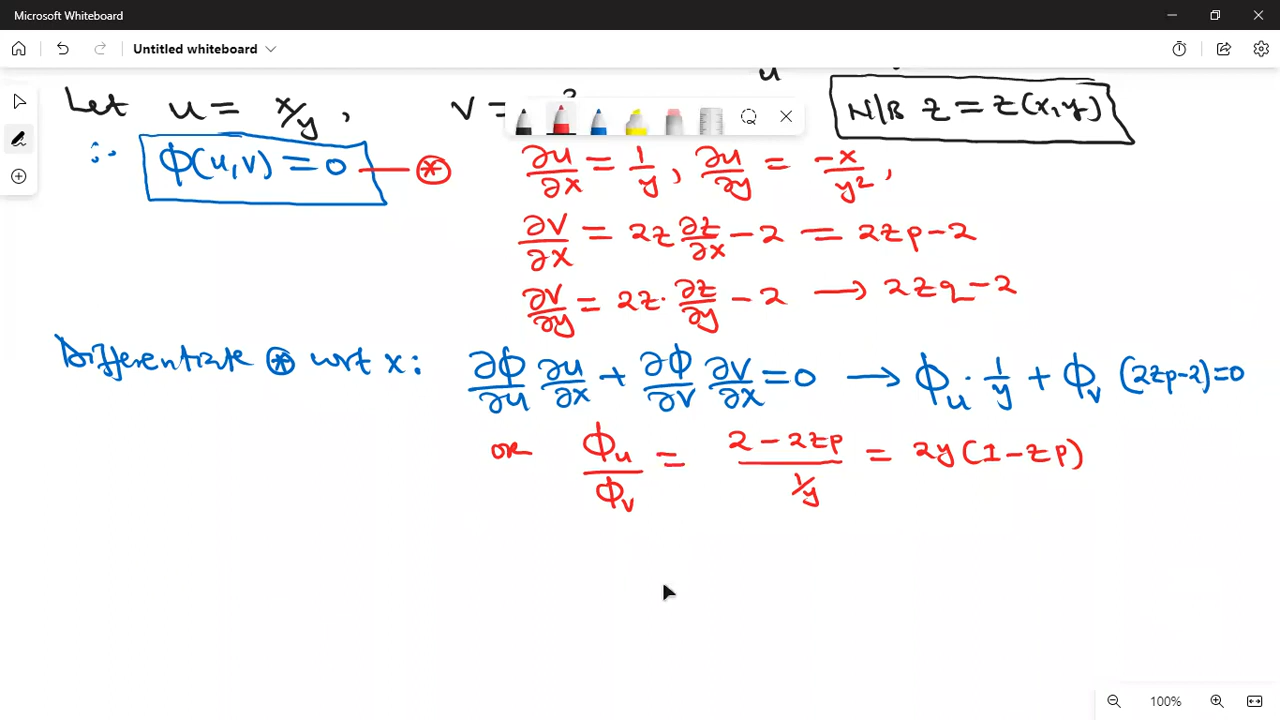 Microsoft Whiteboard
Untitled whiteboard
u
Let u = x/y, v =
N/B z = z(x,y)
∴ ϕ(u,v) = 0 — ⊛
∂u/∂x = 1/y, ∂u/∂y = -x/y²,
∂v/∂x = 2z ∂z/∂x - 2 = 2zp - 2
∂v/∂y = 2z · ∂z/∂y - 2 → 2zq - 2
Differentiate ⊛ wrt x: ∂ϕ/∂u ∂u/∂x + ∂ϕ/∂v ∂v/∂x = 0 → ϕu · 1/y + ϕv (2zp-2) = 0
or ϕu/ϕv = (2 - 2zp)/(1/y) = 2y(1 - zp)
100%